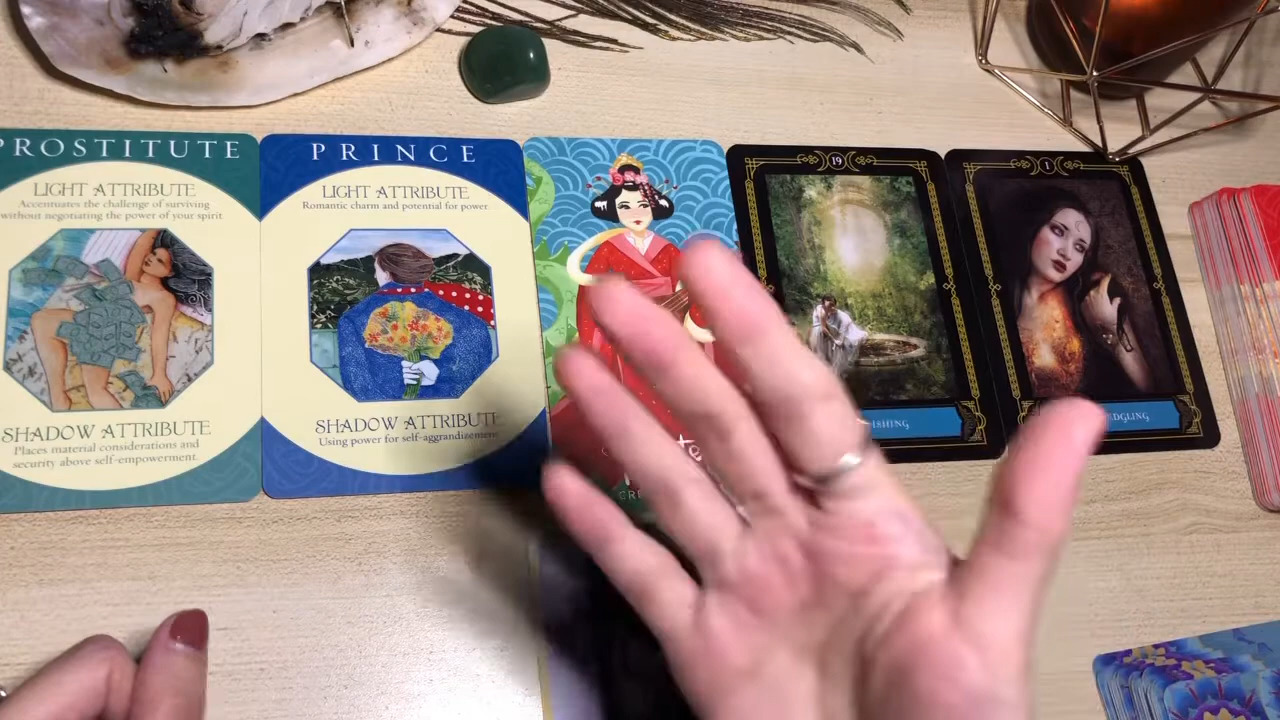 PROSTITUTE
LIGHT ATTRIBUTE
Accentuates the challenge of surviving
without negotiating the power of your spirit
SHADOW ATTRIBUTE
Places material considerations and
security above self-empowerment.
PRINCE
LIGHT ATTRIBUTE
Romantic charm and potential for power
SHADOW ATTRIBUTE
Using power for self-aggrandizement
19
1